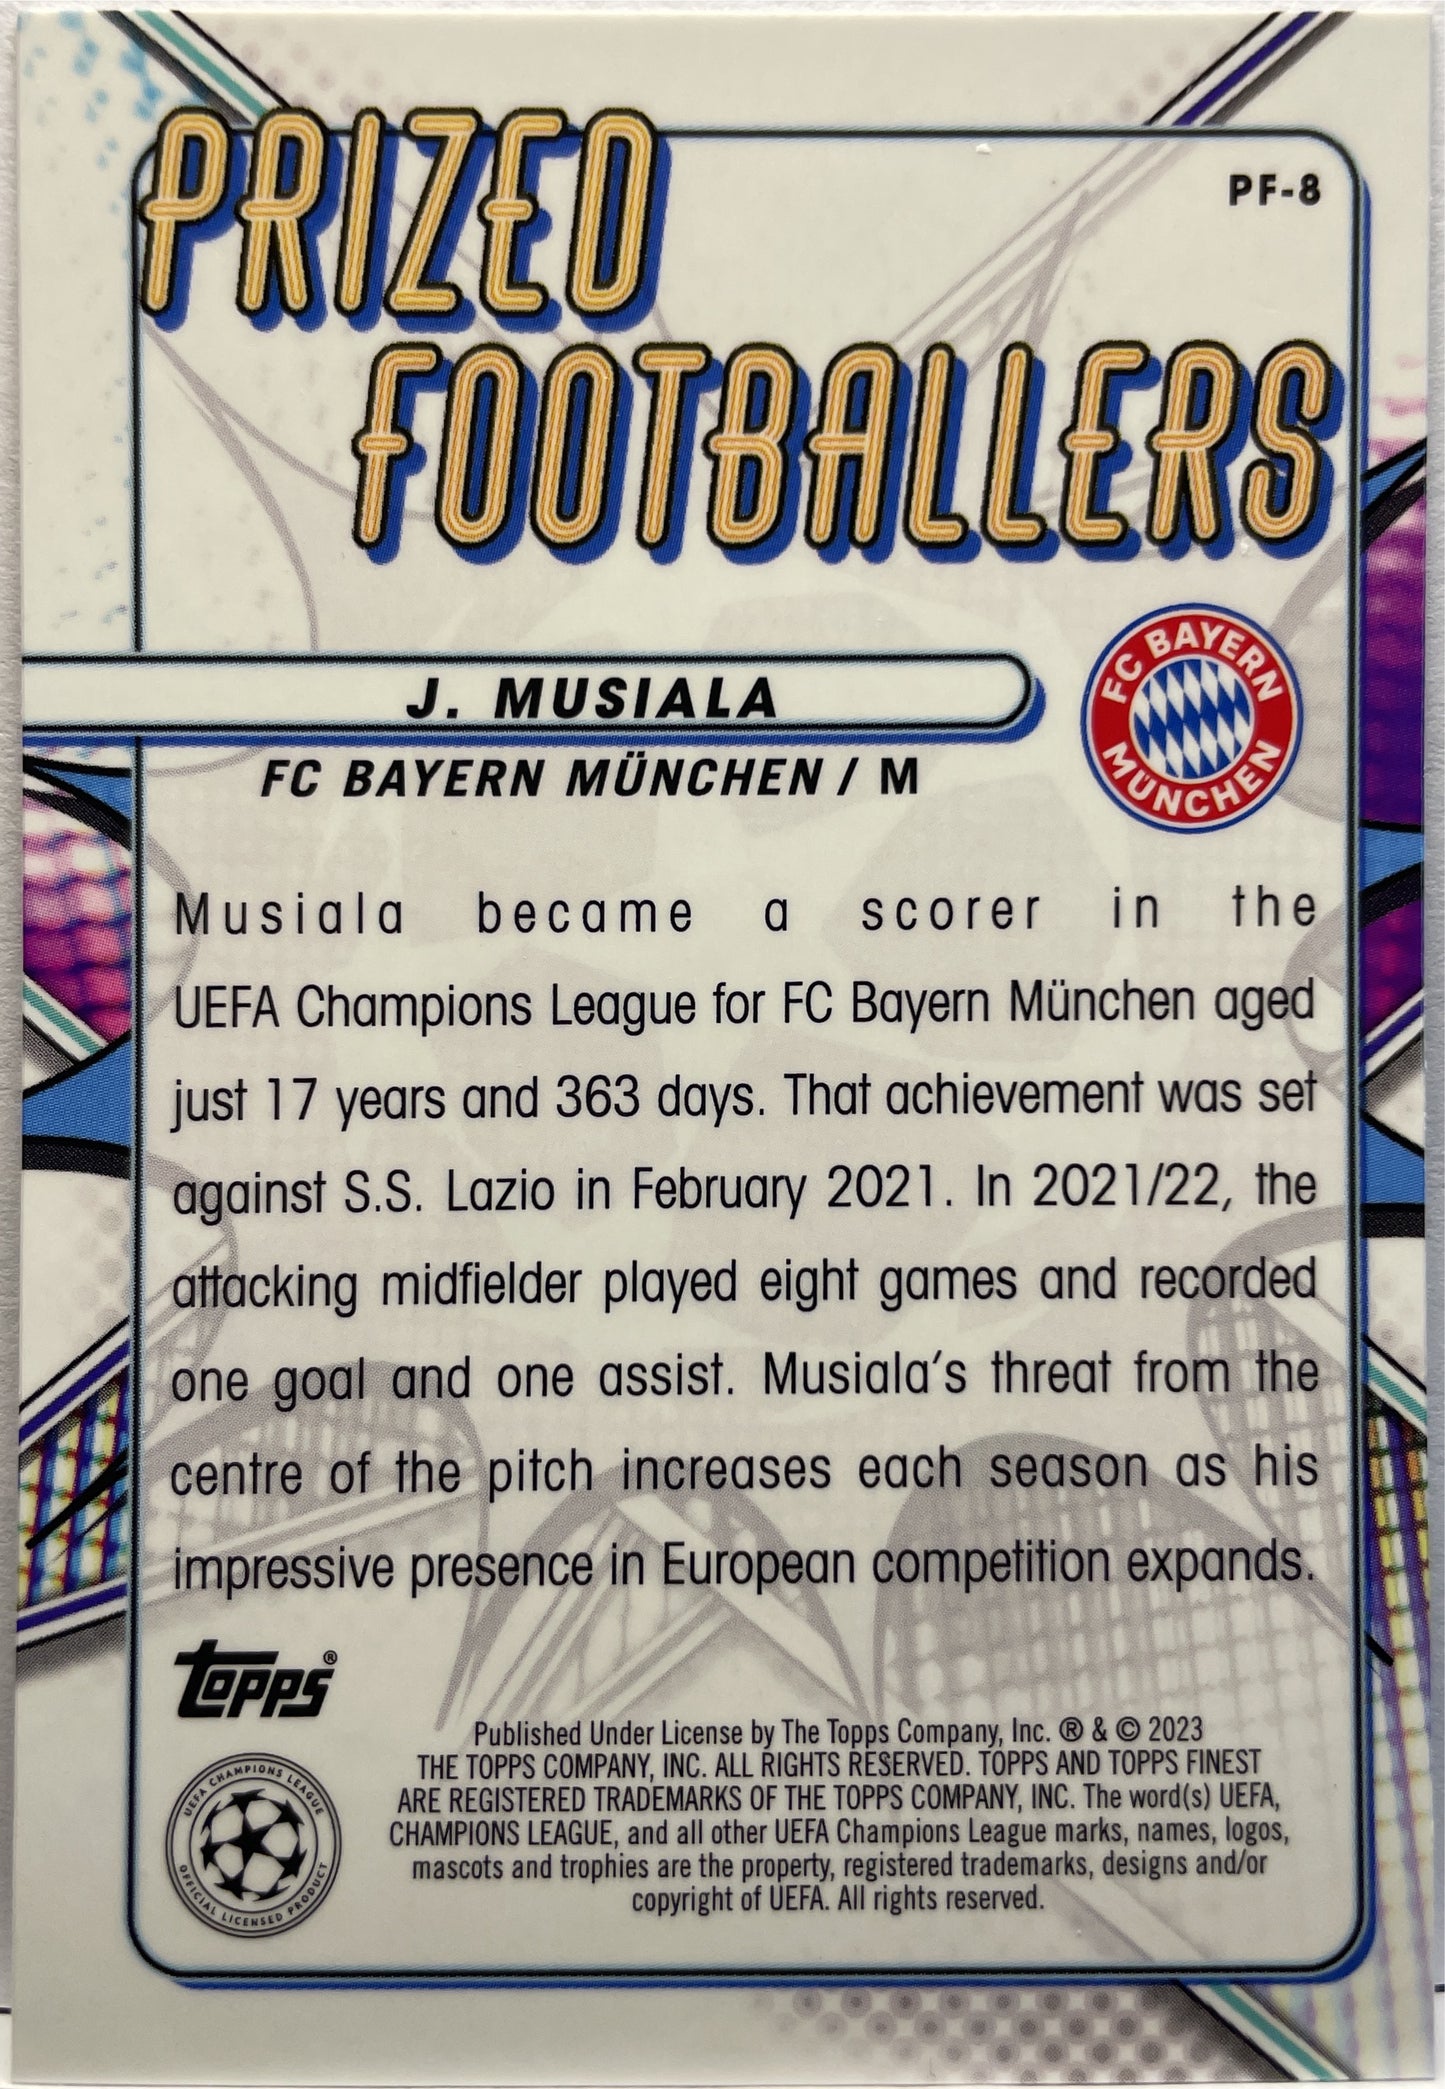 PRIZED
FOOTBALLERS
PF-8
J. MUSIALA
FC BAYERN MÜNCHEN / M
FC BAYERN
MÜNCHEN
Musiala became a scorer in the
UEFA Champions League for FC Bayern München aged
just 17 years and 363 days. That achievement was set
against S.S. Lazio in February 2021. In 2021/22, the
attacking midfielder played eight games and recorded
one goal and one assist. Musiala's threat from the
centre of the pitch increases each season as his
impressive presence in European competition expands.
topps®
Published Under License by The Topps Company, Inc. ® & © 2023
THE TOPPS COMPANY, INC. ALL RIGHTS RESERVED. TOPPS AND TOPPS FINEST
ARE REGISTERED TRADEMARKS OF THE TOPPS COMPANY, INC. The word(s) UEFA,
CHAMPIONS LEAGUE, and all other UEFA Champions League marks, names, logos,
mascots and trophies are the property, registered trademarks, designs and/or
copyright of UEFA. All rights reserved.
UEFA CHAMPIONS LEAGUE
OFFICIAL LICENSED PRODUCT